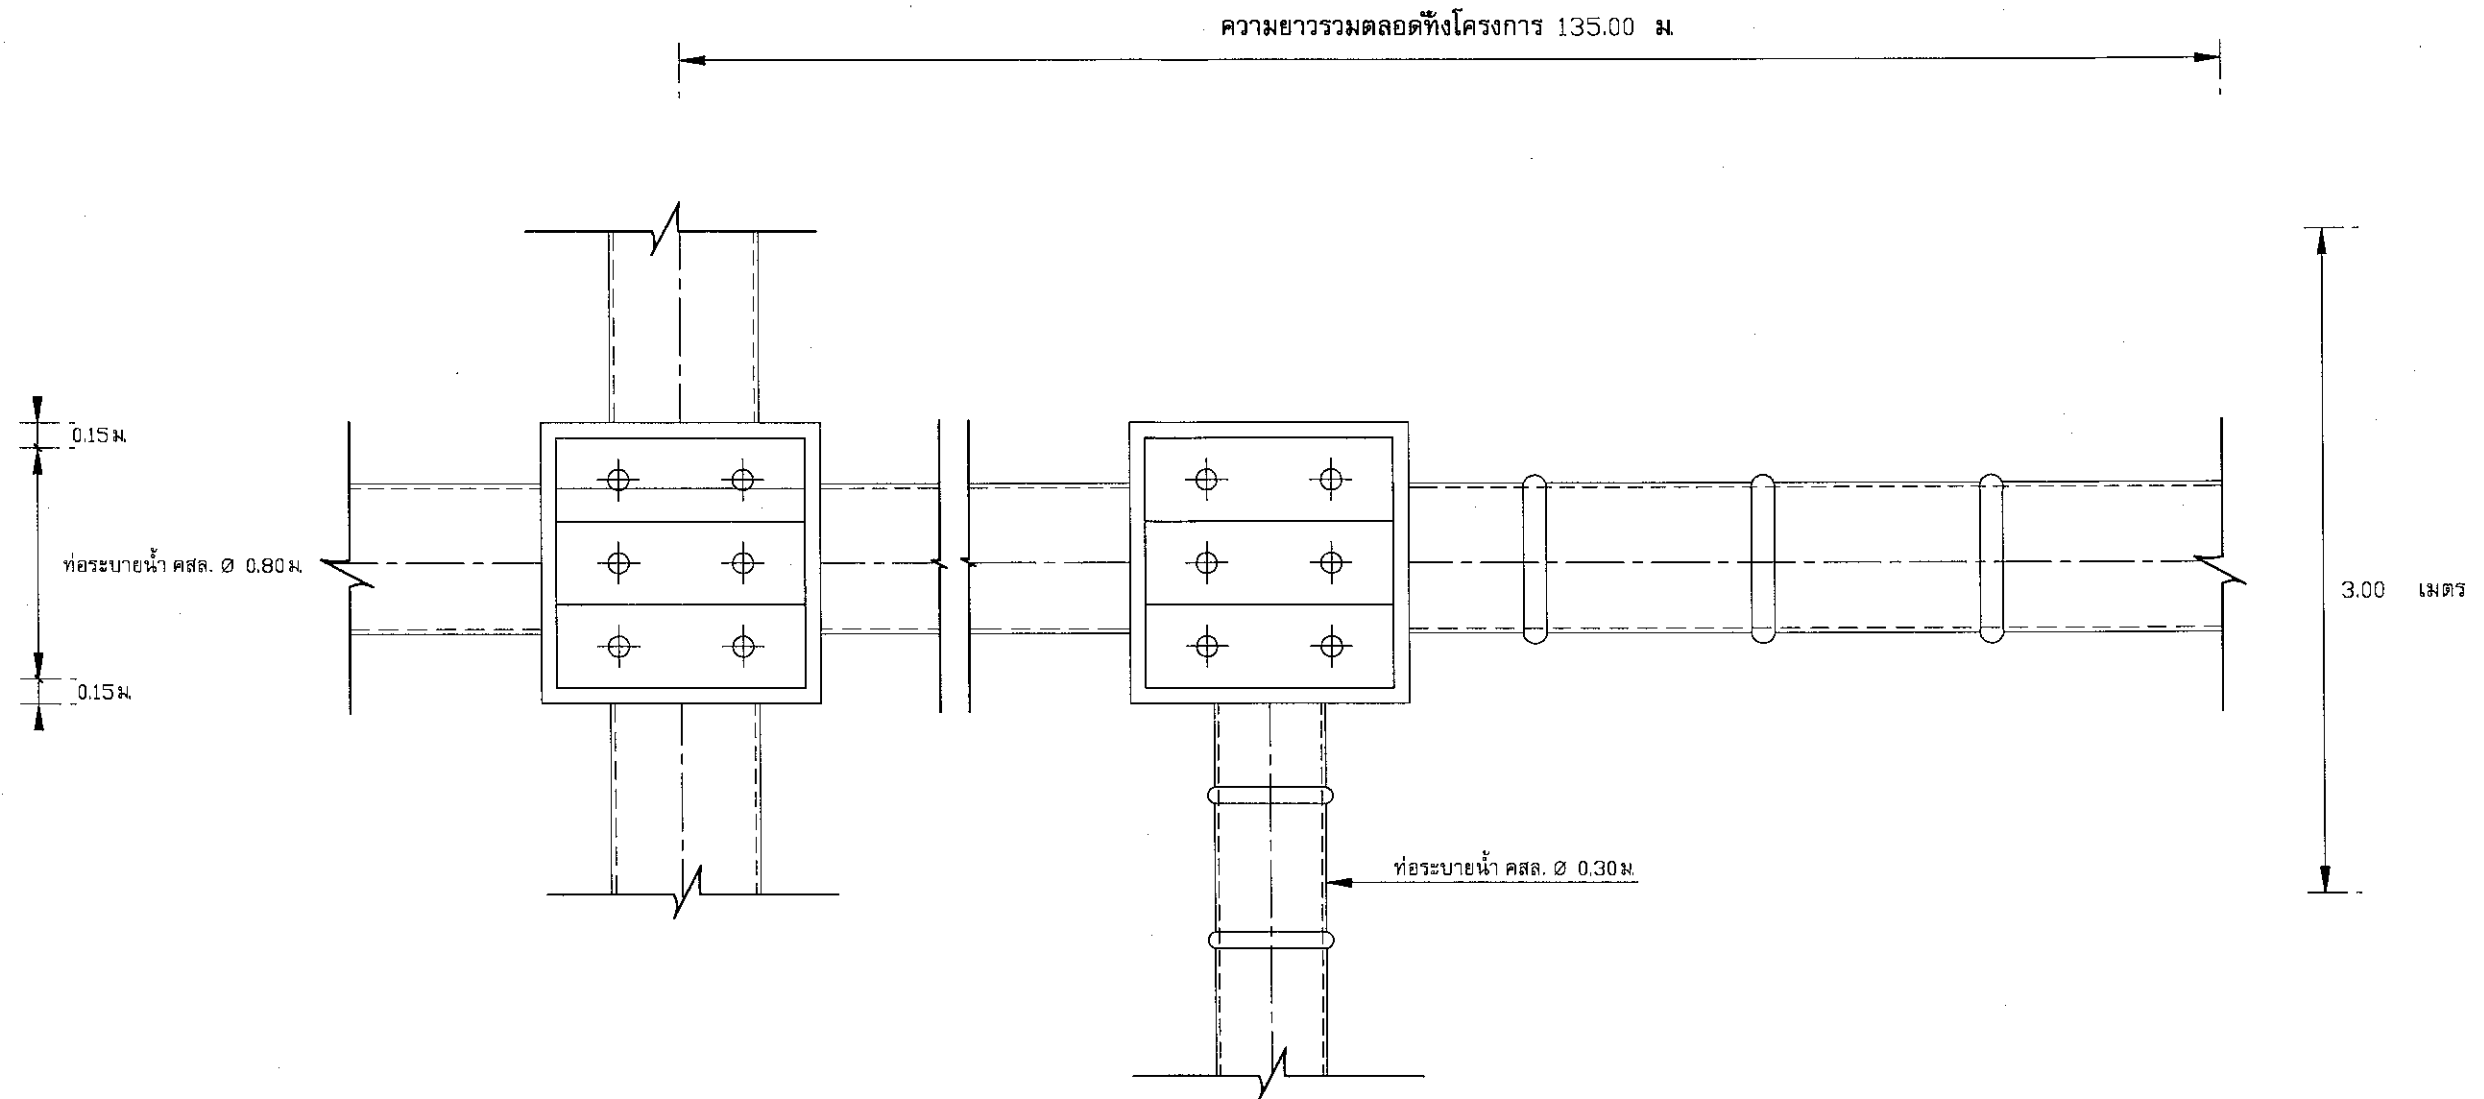 ความยาวรวมตลอดทั้งโครงการ 135.00 ม.
0.15 ม.
ท่อระบายน้ำ คสล. Ø 0.80 ม.
3.00 เมตร
0.15 ม.
ท่อระบายน้ำ คสล. Ø 0.30 ม.